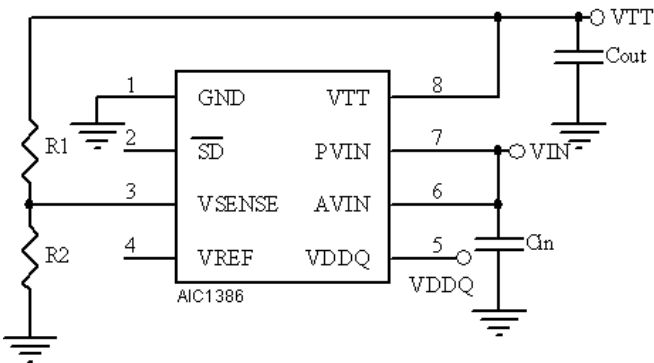 VTT
Cout
1
GND
VTT
8
R1
2
SD
PVIN
7
VIN
3
VSENSE
AVIN
6
R2
4
VREF
VDDQ
5
Cin
VDDQ
AIC1386